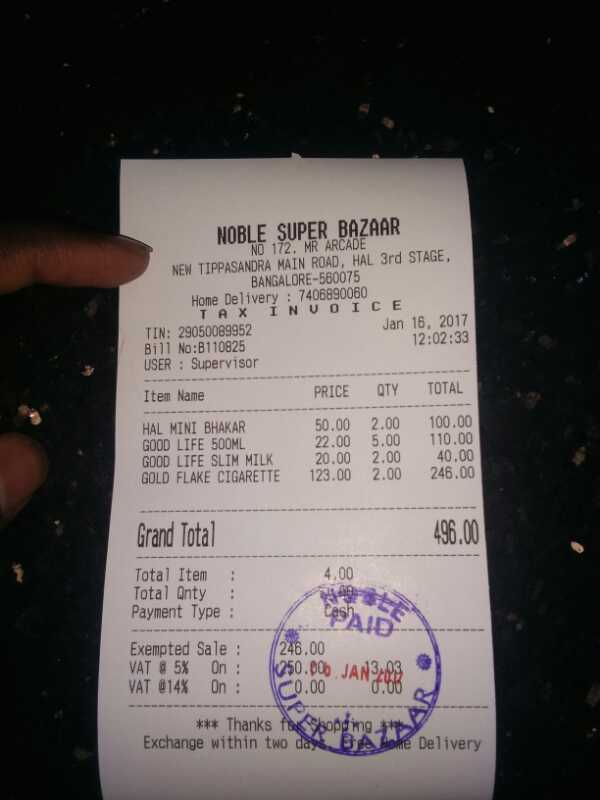 NOBLE SUPER BAZAAR
NO 172, MR ARCADE
NEW TIPPASANDRA MAIN ROAD, HAL 3rd STAGE,
BANGALORE-560075
Home Delivery : 7406890060
TAX INVOICE
TIN: 29050089952 Jan 16, 2017
Bill No:B110825 12:02:33
USER : Supervisor
Item Name PRICE QTY TOTAL
HAL MINI BHAKAR 50.00 2.00 100.00
GOOD LIFE 500ML 22.00 5.00 110.00
GOOD LIFE SLIM MILK 20.00 2.00 40.00
GOLD FLAKE CIGARETTE 123.00 2.00 246.00
Grand Total 496.00
Total Item : 4.00
Total Qnty :
Payment Type : Cash
Exempted Sale : 246.00
VAT @ 5% On : 250.00 13.03
VAT @14% On : 0.00 0.00
*** Thanks for Shopping ***
Exchange within two days, Free Home Delivery
NOBLE
PAID
JAN
SUPER BAZAAR